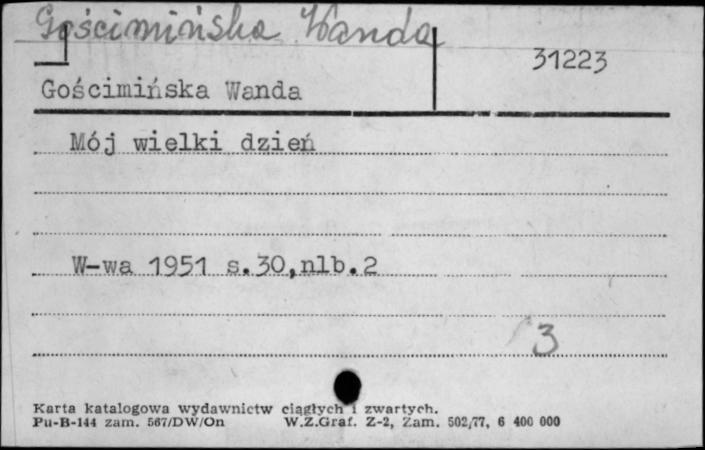 Gościmińska Wanda
31223
Gościmińska Wanda
Mój wielki dzień
W-wa 1951 s.30,nlb.2
3
Karta katalogowa wydawnictw ciągłych i zwartych.
Pu-B-144 zam. 567/DW/On W.Z.Graf. Z-2, Zam. 502/77, 6 400 000